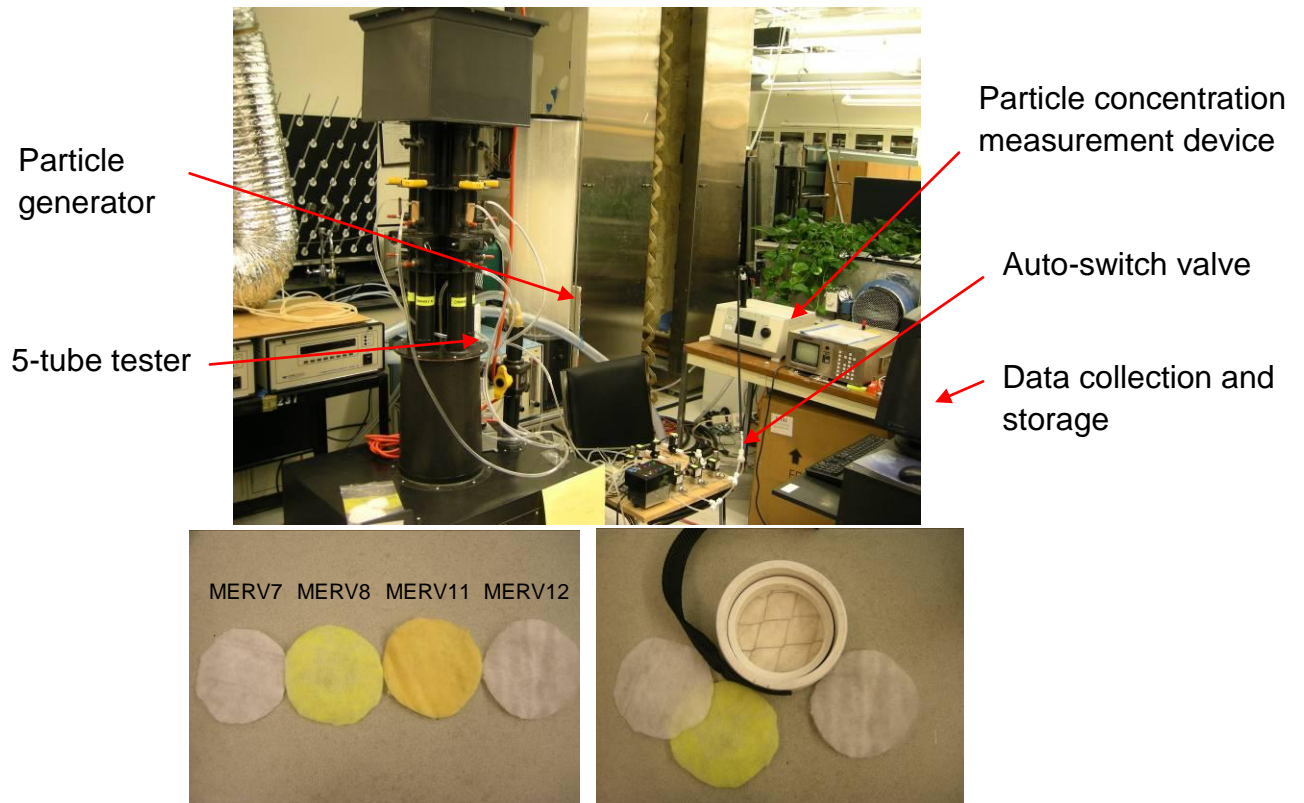 Particle
generator
5-tube tester
Particle concentration
measurement device
Auto-switch valve
Data collection and
storage
MERV7 MERV8 MERV11 MERV12